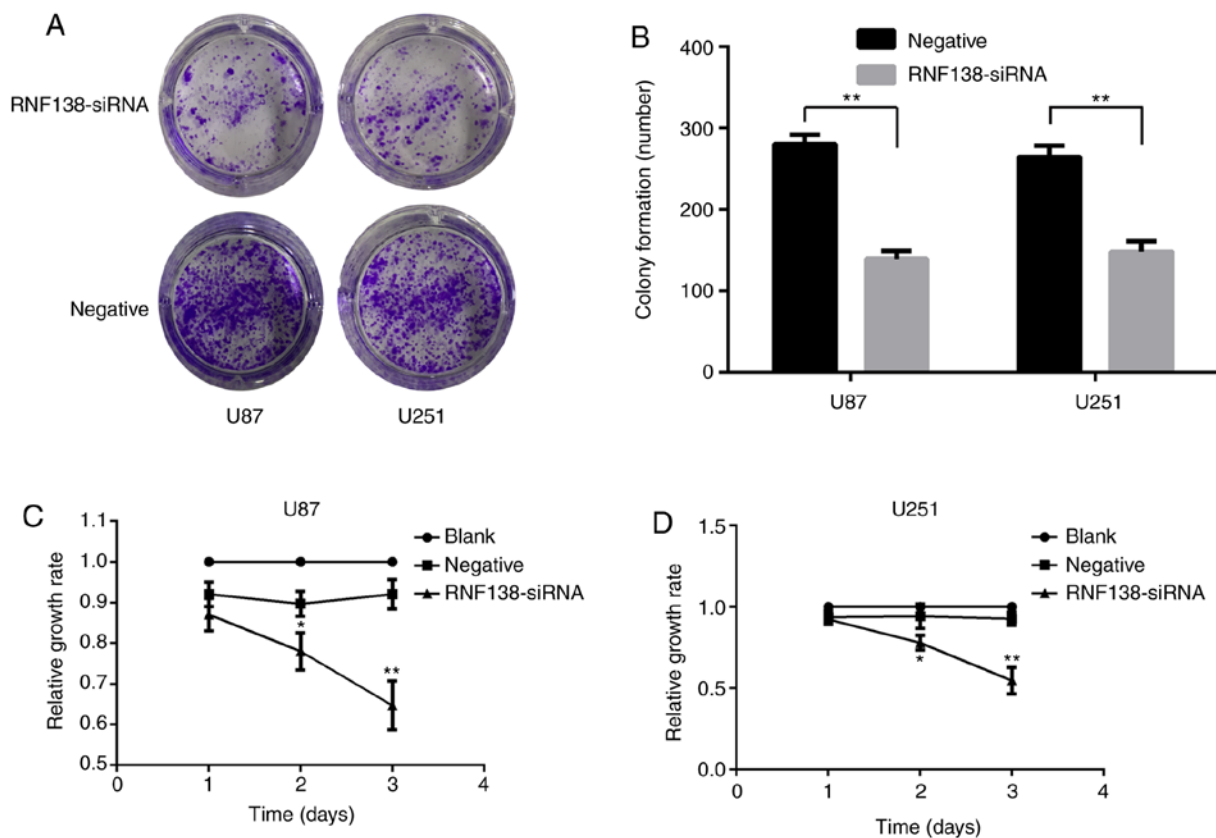 A
RNF138-siRNA
Negative
U87 U251
B
Negative
RNF138-siRNA
Colony formation (number)
400
300
200
100
0
** **
U87 U251
C
U87
Relative growth rate
1.1
1.0
0.9
0.8
0.7
0.6
0.5
Blank
Negative
RNF138-siRNA
*
**
0 1 2 3 4
Time (days)
D
U251
Relative growth rate
1.5
1.0
0.5
0.0
Blank
Negative
RNF138-siRNA
*
**
0 1 2 3 4
Time (days)